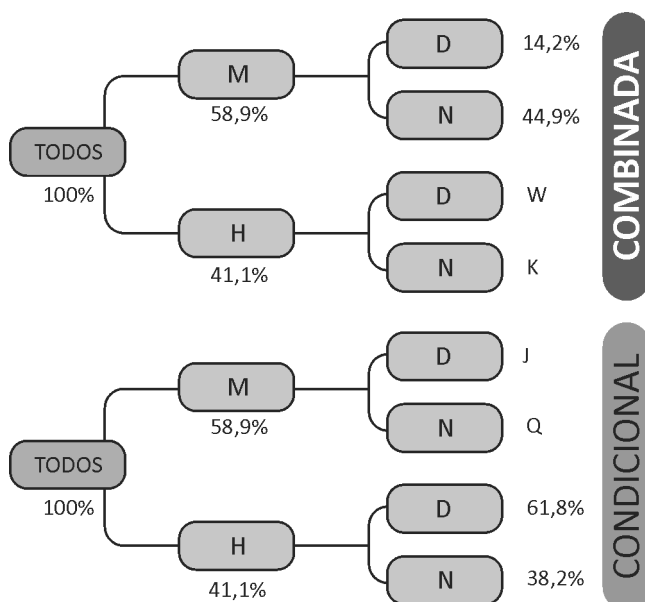 D 14,2%
M
58,9%
N 44,9%
TODOS
100%
D W
H
41,1%
N K
COMBINADA
D J
M
58,9%
N Q
TODOS
100%
D 61,8%
H
41,1%
N 38,2%
CONDICIONAL